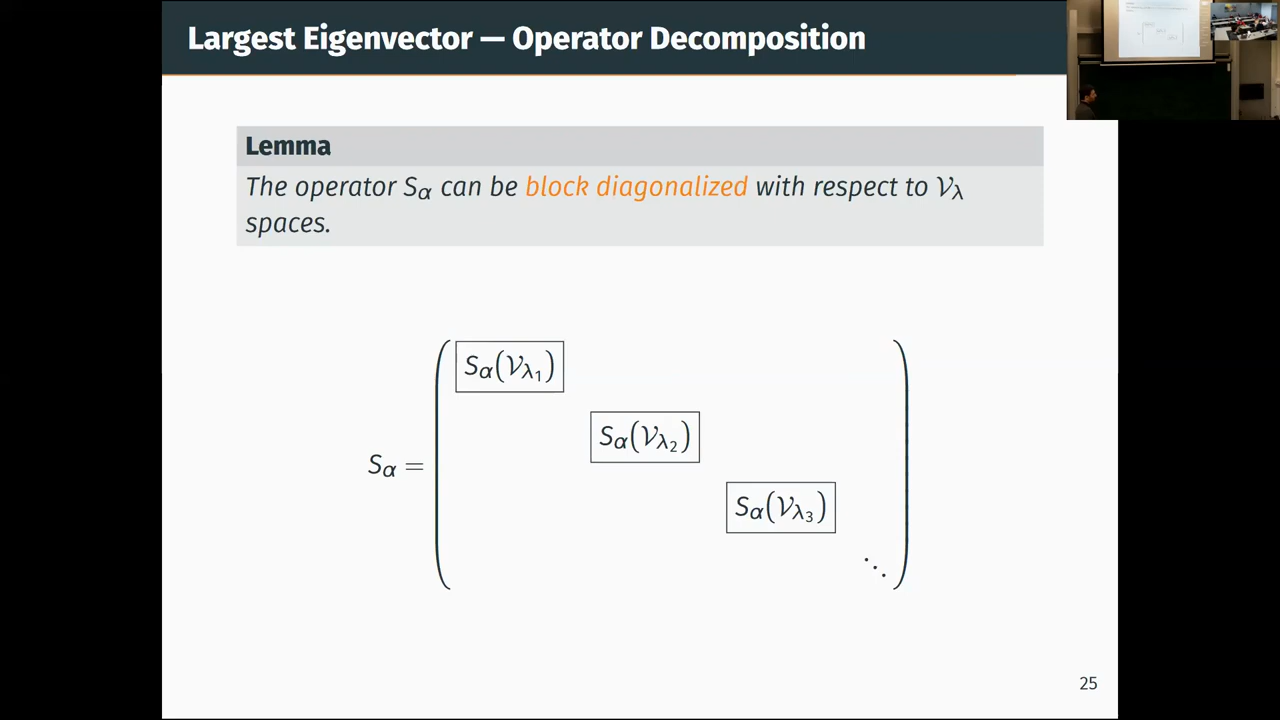 Largest Eigenvector — Operator Decomposition
Lemma
The operator Sα can be block diagonalized with respect to 𝒱λ
spaces.
Sα(𝒱λ1)
Sα(𝒱λ2)
Sα =
Sα(𝒱λ3)
⋱
25